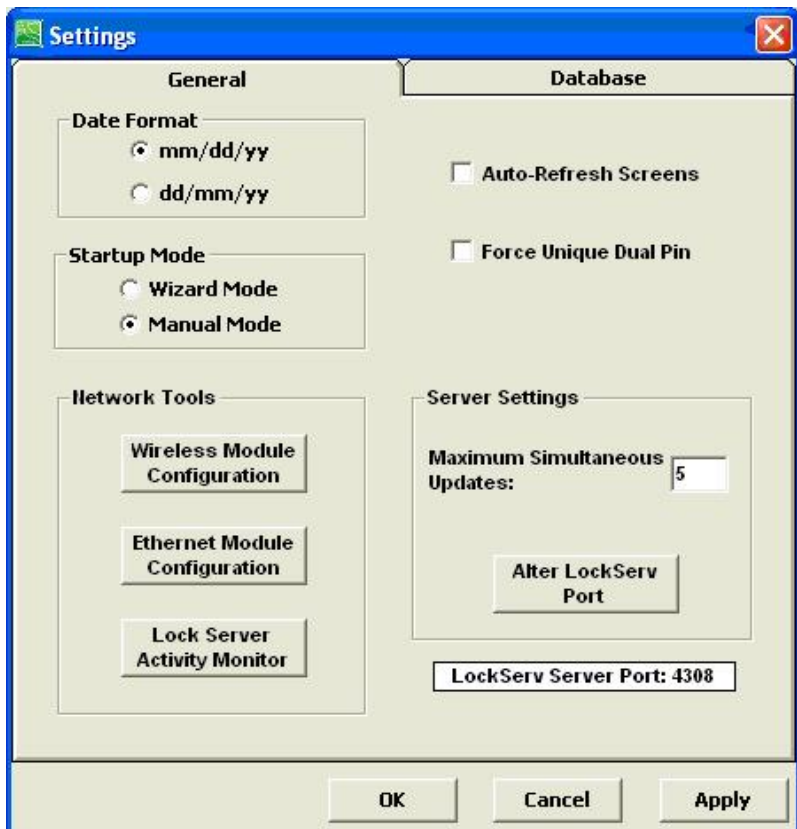 Settings
General
Database
Date Format
mm/dd/yy
dd/mm/yy
Auto-Refresh Screens
Force Unique Dual Pin
Startup Mode
Wizard Mode
Manual Mode
Network Tools
Wireless Module
Configuration
Ethernet Module
Configuration
Lock Server
Activity Monitor
Server Settings
Maximum Simultaneous
Updates:
5
Alter LockServ
Port
LockServ Server Port: 4308
OK
Cancel
Apply